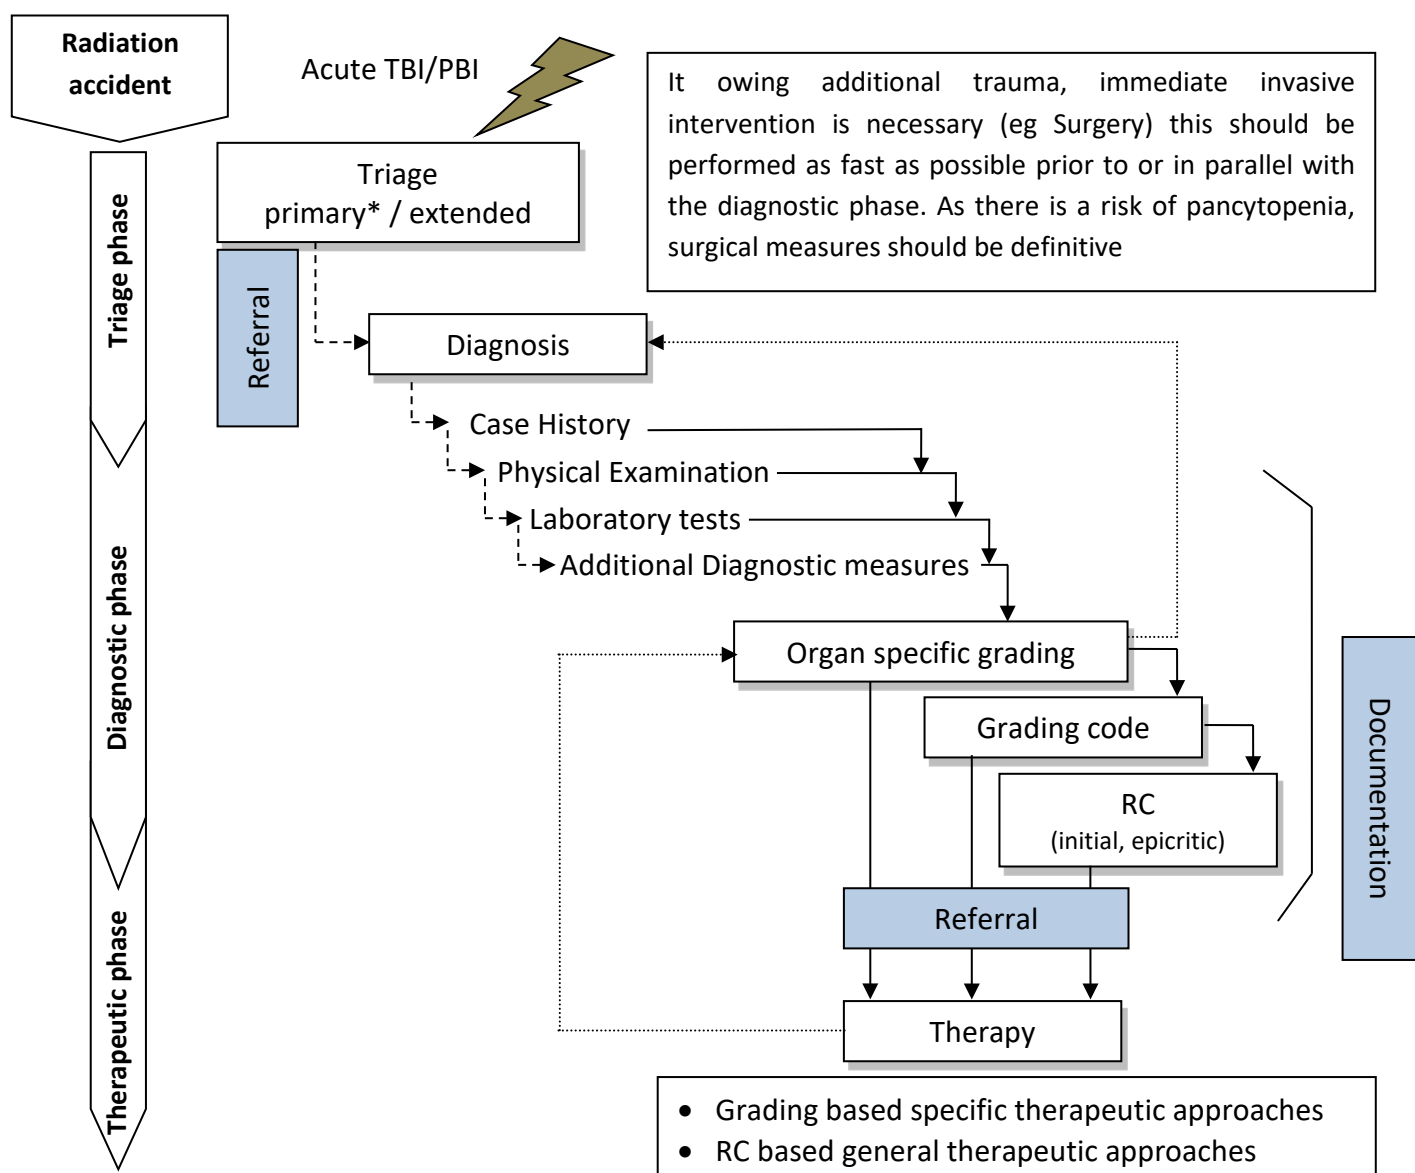 Radiation
accident
Acute TBI/PBI
It owing additional trauma, immediate invasive
intervention is necessary (eg Surgery) this should be
performed as fast as possible prior to or in parallel with
the diagnostic phase. As there is a risk of pancytopenia,
surgical measures should be definitive
Triage
primary* / extended
Triage phase
Referral
Diagnosis
Case History
Physical Examination
Laboratory tests
Additional Diagnostic measures
Diagnostic phase
Organ specific grading
Grading code
RC
(initial, epicritic)
Documentation
Referral
Therapeutic phase
Therapy
• Grading based specific therapeutic approaches
• RC based general therapeutic approaches